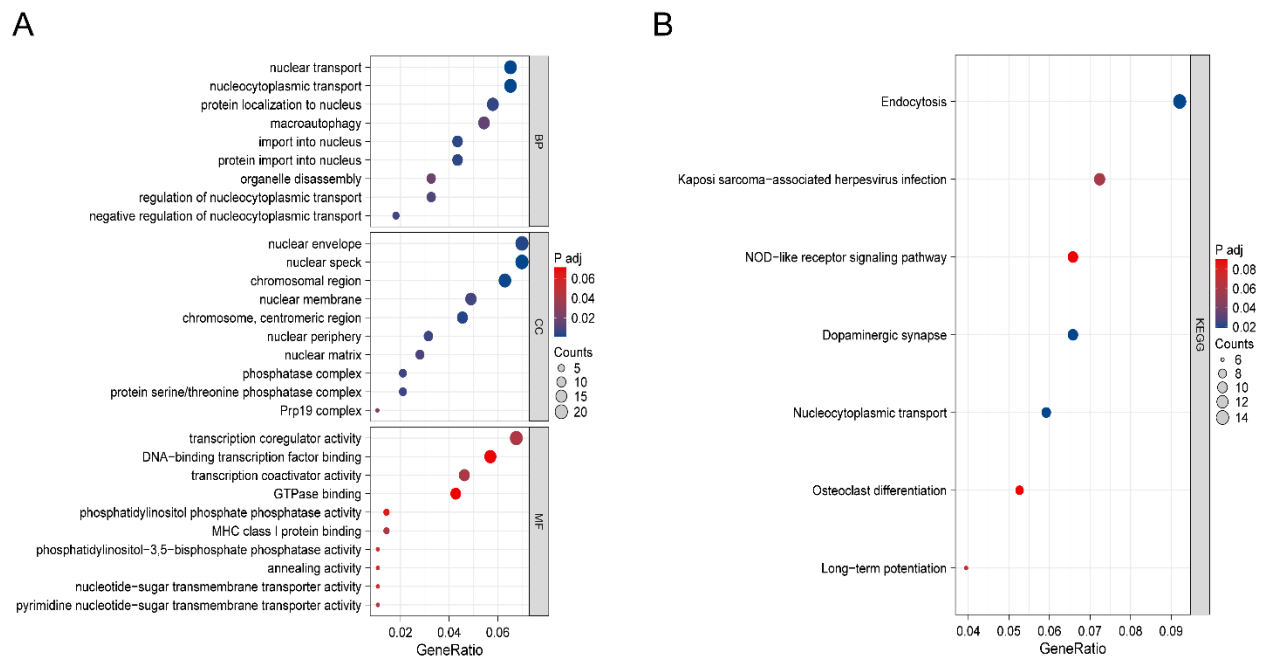 A
nuclear transport
nucleocytoplasmic transport
protein localization to nucleus
macroautophagy
import into nucleus
protein import into nucleus
organelle disassembly
regulation of nucleocytoplasmic transport
negative regulation of nucleocytoplasmic transport
BP
nuclear envelope
nuclear speck
chromosomal region
nuclear membrane
chromosome, centromeric region
nuclear periphery
nuclear matrix
phosphatase complex
protein serine/threonine phosphatase complex
Prp19 complex
CC
transcription coregulator activity
DNA−binding transcription factor binding
transcription coactivator activity
GTPase binding
phosphatidylinositol phosphate phosphatase activity
MHC class I protein binding
phosphatidylinositol−3,5−bisphosphate phosphatase activity
annealing activity
nucleotide−sugar transmembrane transporter activity
pyrimidine nucleotide−sugar transmembrane transporter activity
MF
0.02 0.04 0.06
GeneRatio
P adj
0.06
0.04
0.02
Counts
5
10
15
20
B
Endocytosis
Kaposi sarcoma−associated herpesvirus infection
NOD−like receptor signaling pathway
Dopaminergic synapse
Nucleocytoplasmic transport
Osteoclast differentiation
Long−term potentiation
KEGG
0.04 0.05 0.06 0.07 0.08 0.09
GeneRatio
P adj
0.08
0.06
0.04
0.02
Counts
6
8
10
12
14